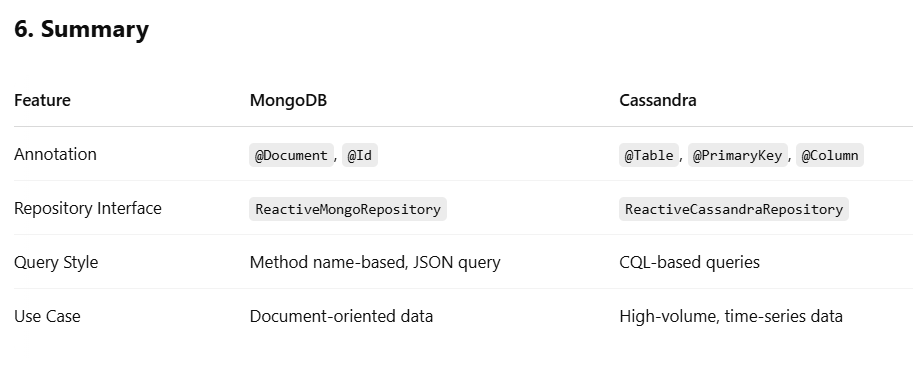 6. Summary
Feature MongoDB Cassandra
Annotation @Document, @Id @Table, @PrimaryKey, @Column
Repository Interface ReactiveMongoRepository ReactiveCassandraRepository
Query Style Method name-based, JSON query CQL-based queries
Use Case Document-oriented data High-volume, time-series data